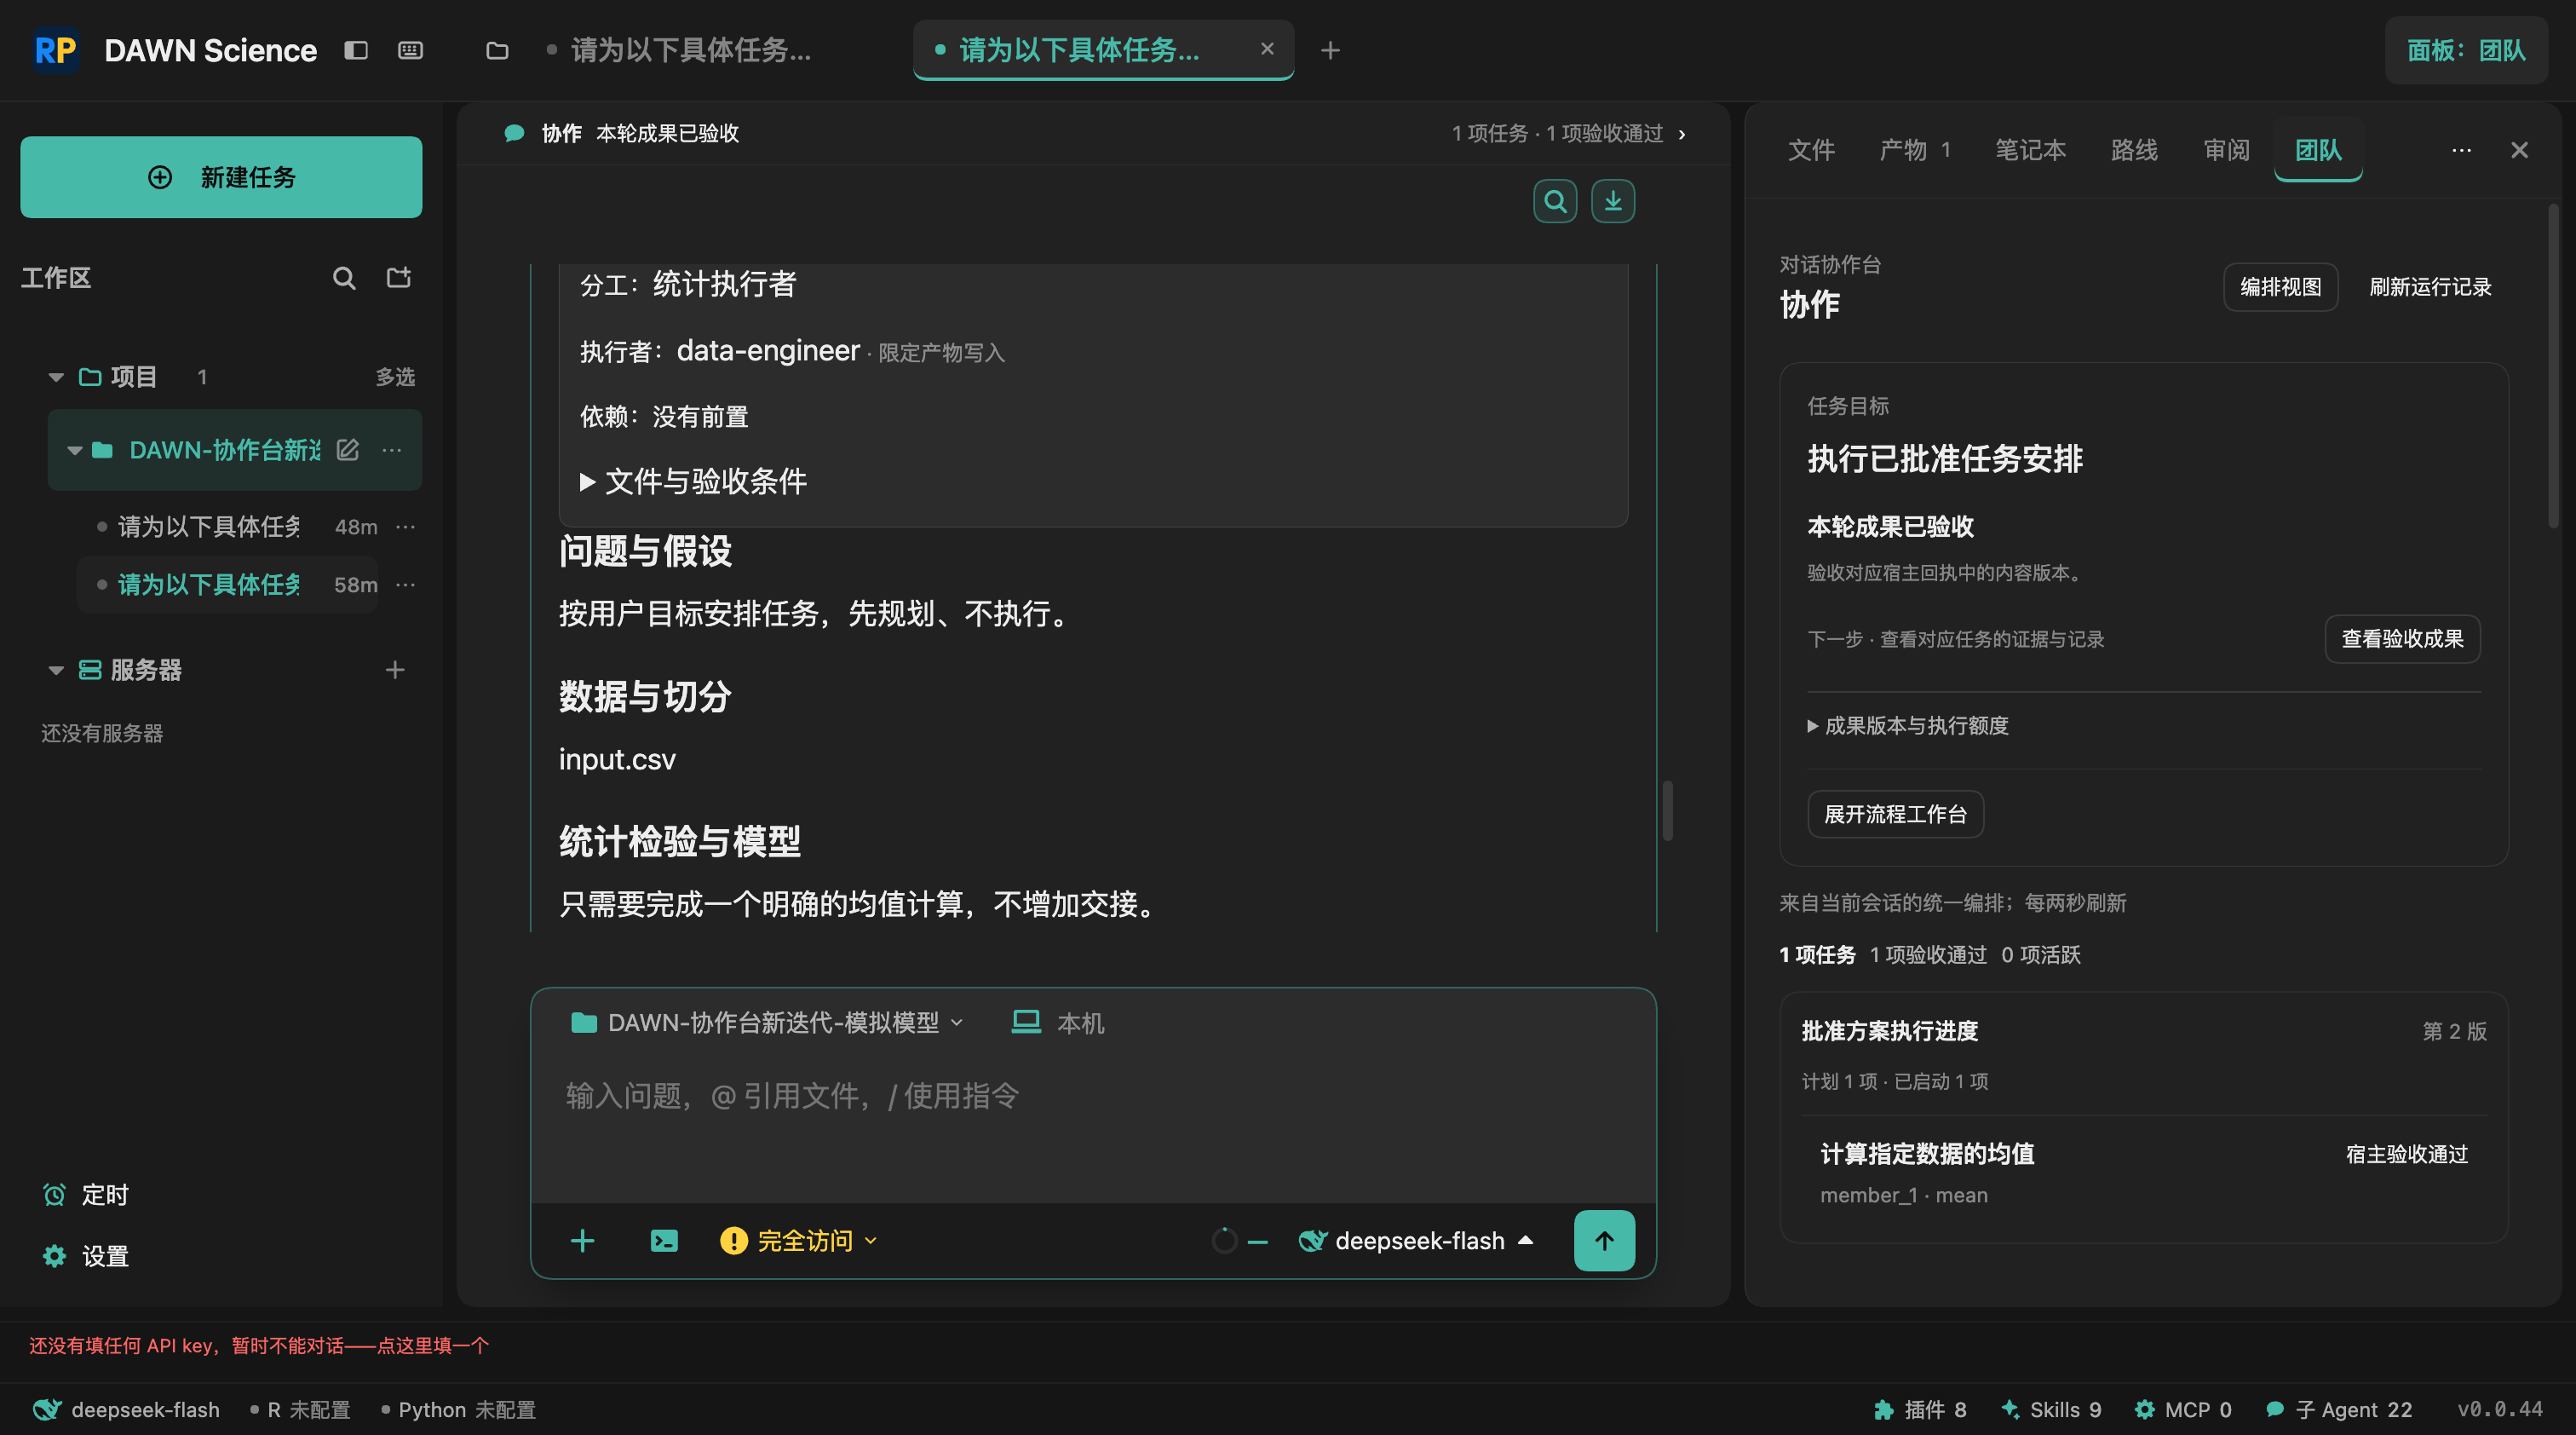 RP DAWN Science
请为以下具体任务...
请为以下具体任务...
面板：团队
新建任务
工作区
项目 1 多选
DAWN-协作台新迭
请为以下具体任务 48m
请为以下具体任务 58m
服务器
还没有服务器
定时
设置
协作 本轮成果已验收
1 项任务 · 1 项验收通过
分工：统计执行者
执行者：data-engineer · 限定产物写入
依赖：没有前置
文件与验收条件
问题与假设
按用户目标安排任务，先规划、不执行。
数据与切分
input.csv
统计检验与模型
只需要完成一个明确的均值计算，不增加交接。
DAWN-协作台新迭代-模拟模型 本机
输入问题，@ 引用文件，/ 使用指令
完全访问
deepseek-flash
文件 产物 1 笔记本 路线 审阅 团队
对话协作台
协作
编排视图 刷新运行记录
任务目标
执行已批准任务安排
本轮成果已验收
验收对应宿主回执中的内容版本。
下一步 · 查看对应任务的证据与记录
查看验收成果
成果版本与执行额度
展开流程工作台
来自当前会话的统一编排；每两秒刷新
1 项任务 1 项验收通过 0 项活跃
批准方案执行进度 第 2 版
计划 1 项 · 已启动 1 项
计算指定数据的均值 宿主验收通过
member_1 · mean
还没有填任何 API key，暂时不能对话——点这里填一个
deepseek-flash R 未配置 Python 未配置
插件 8 Skills 9 MCP 0 子 Agent 22 v0.0.44